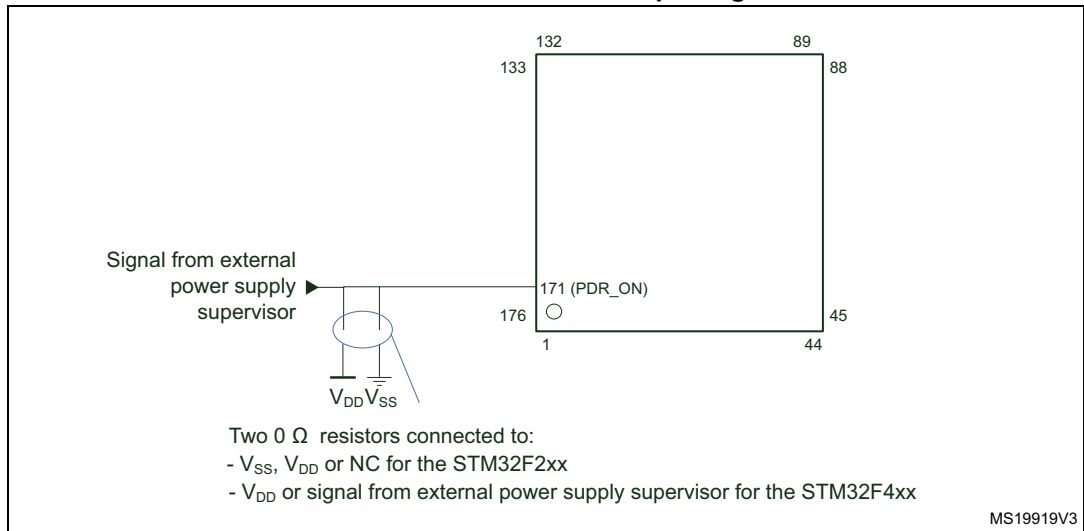 132
89
133
88
Signal from external
power supply
supervisor
171 (PDR_ON)
176
45
1
44
VDD VSS
Two 0 Ω resistors connected to:
- VSS, VDD or NC for the STM32F2xx
- VDD or signal from external power supply supervisor for the STM32F4xx
MS19919V3